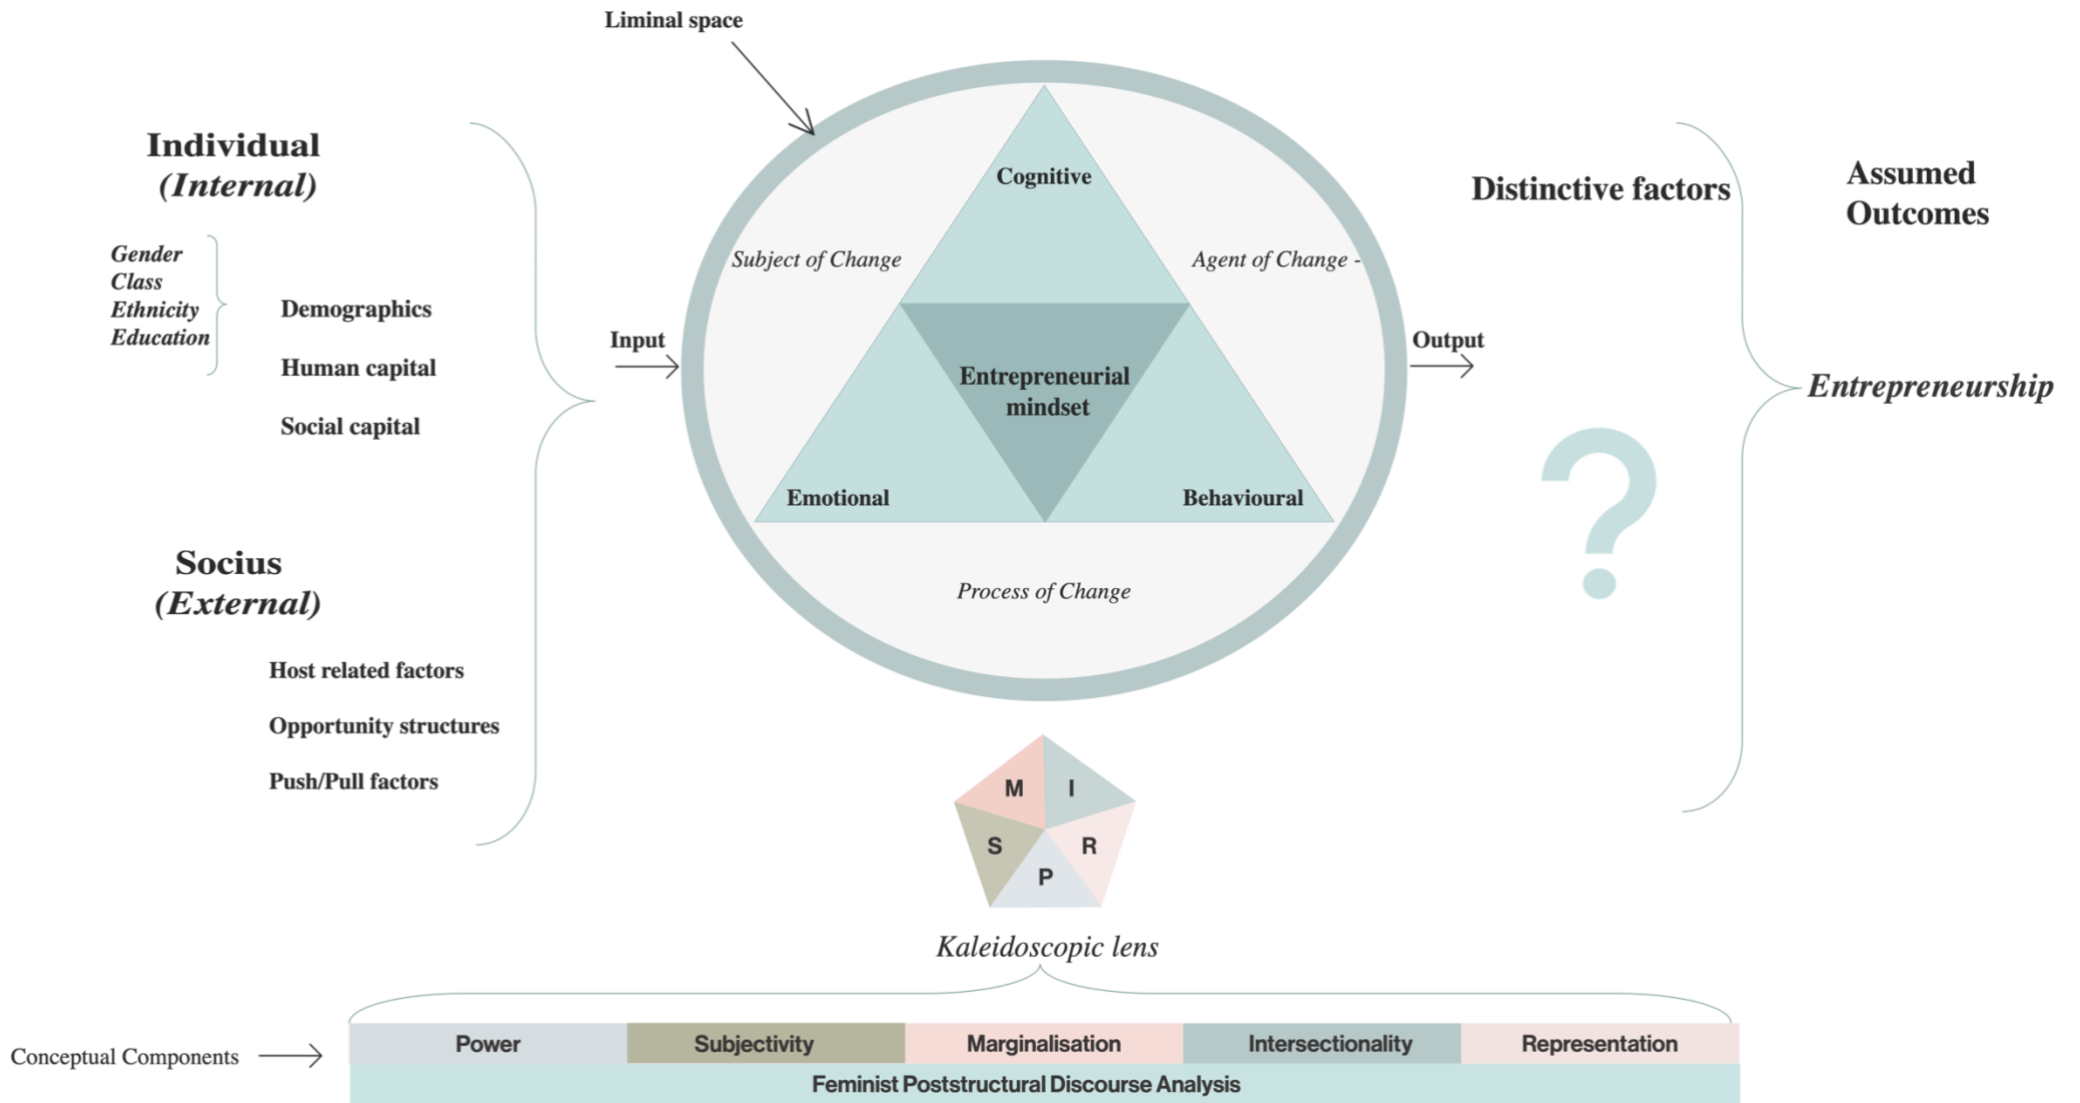 Liminal space
Individual
(Internal)
Gender
Class
Ethnicity
Education
Demographics
Human capital
Social capital
Socius
(External)
Host related factors
Opportunity structures
Push/Pull factors
Input
Cognitive
Subject of Change
Agent of Change -
Entrepreneurial
mindset
Emotional
Behavioural
Process of Change
Output
Distinctive factors
?
Assumed
Outcomes
Entrepreneurship
M
I
S
R
P
Kaleidoscopic lens
Conceptual Components
Power
Subjectivity
Marginalisation
Intersectionality
Representation
Feminist Poststructural Discourse Analysis